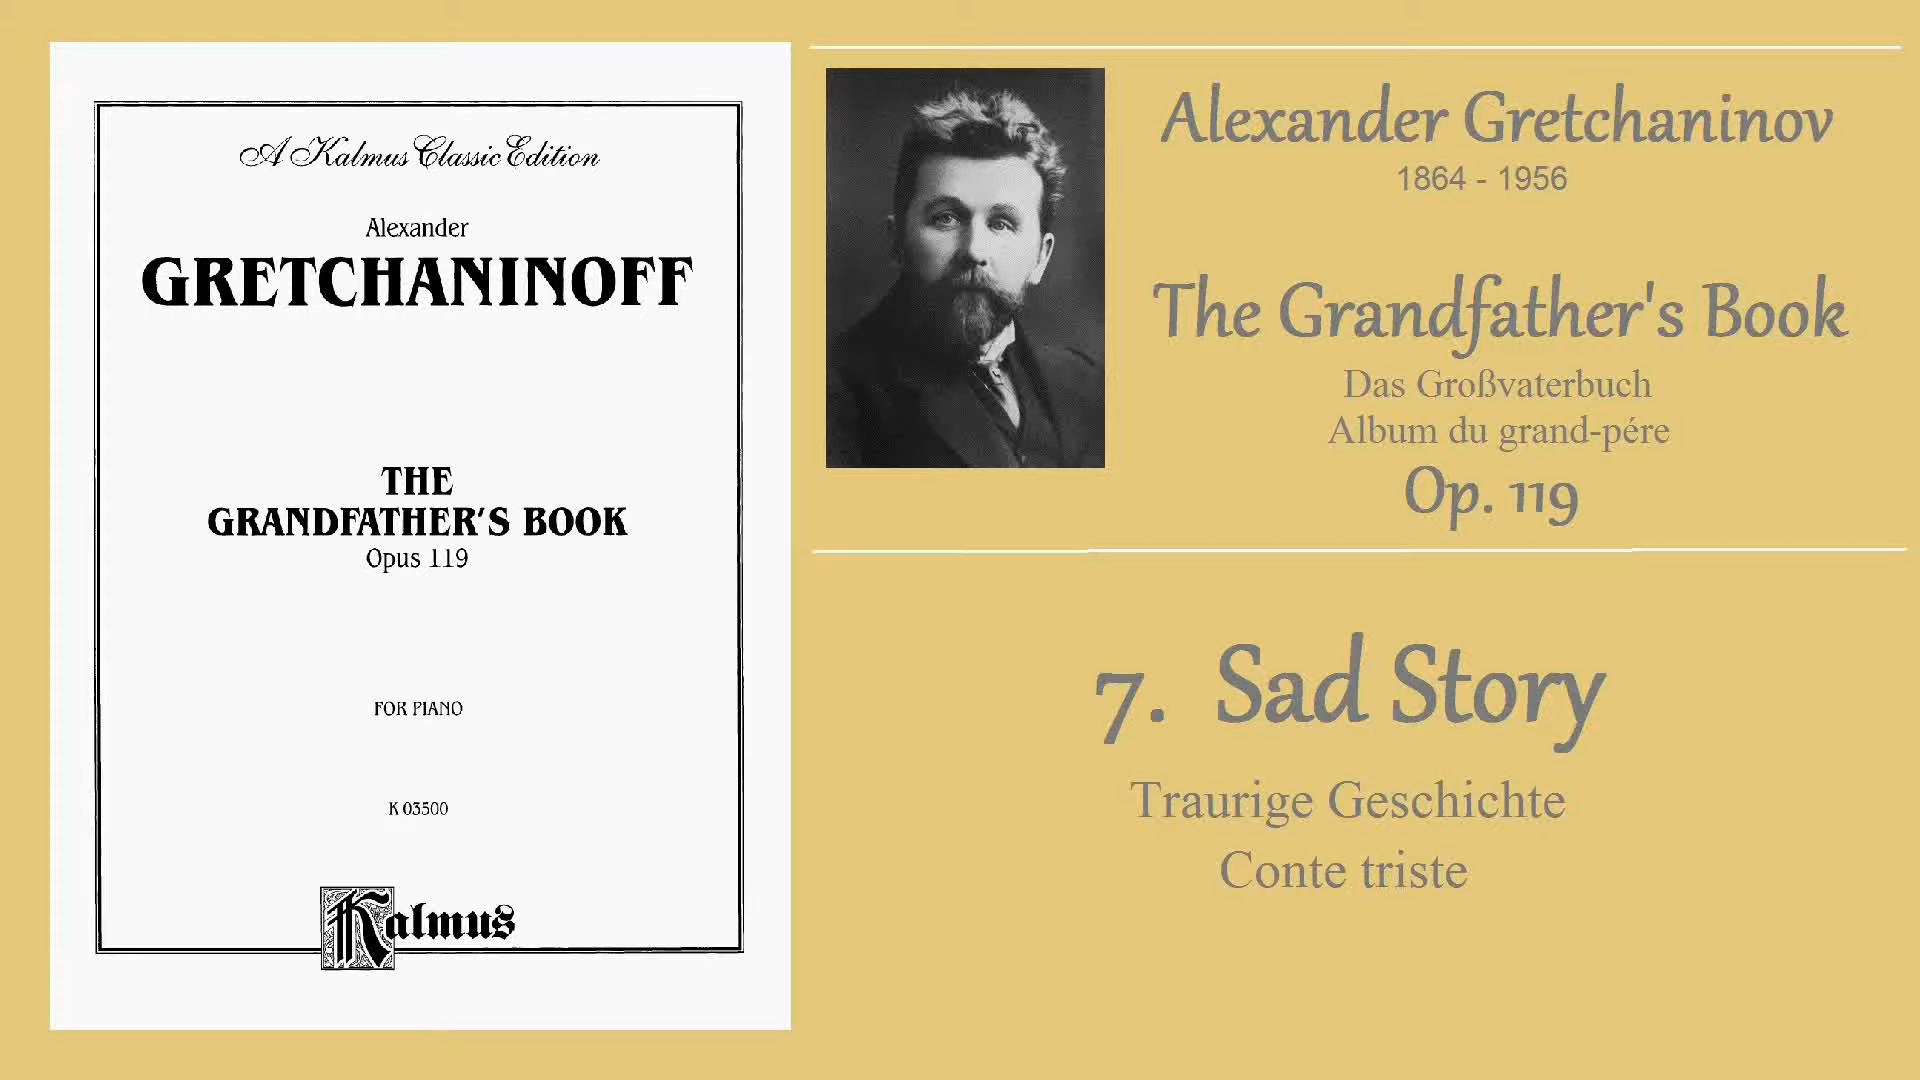 A Kalmus Classic Edition
Alexander
GRETCHANINOFF
THE
GRANDFATHER'S BOOK
Opus 119
FOR PIANO
K 03500
Kalmus
Alexander Gretchaninov
1864 - 1956
The Grandfather's Book
Das Großvaterbuch
Album du grand-pére
Op. 119
7. Sad Story
Traurige Geschichte
Conte triste